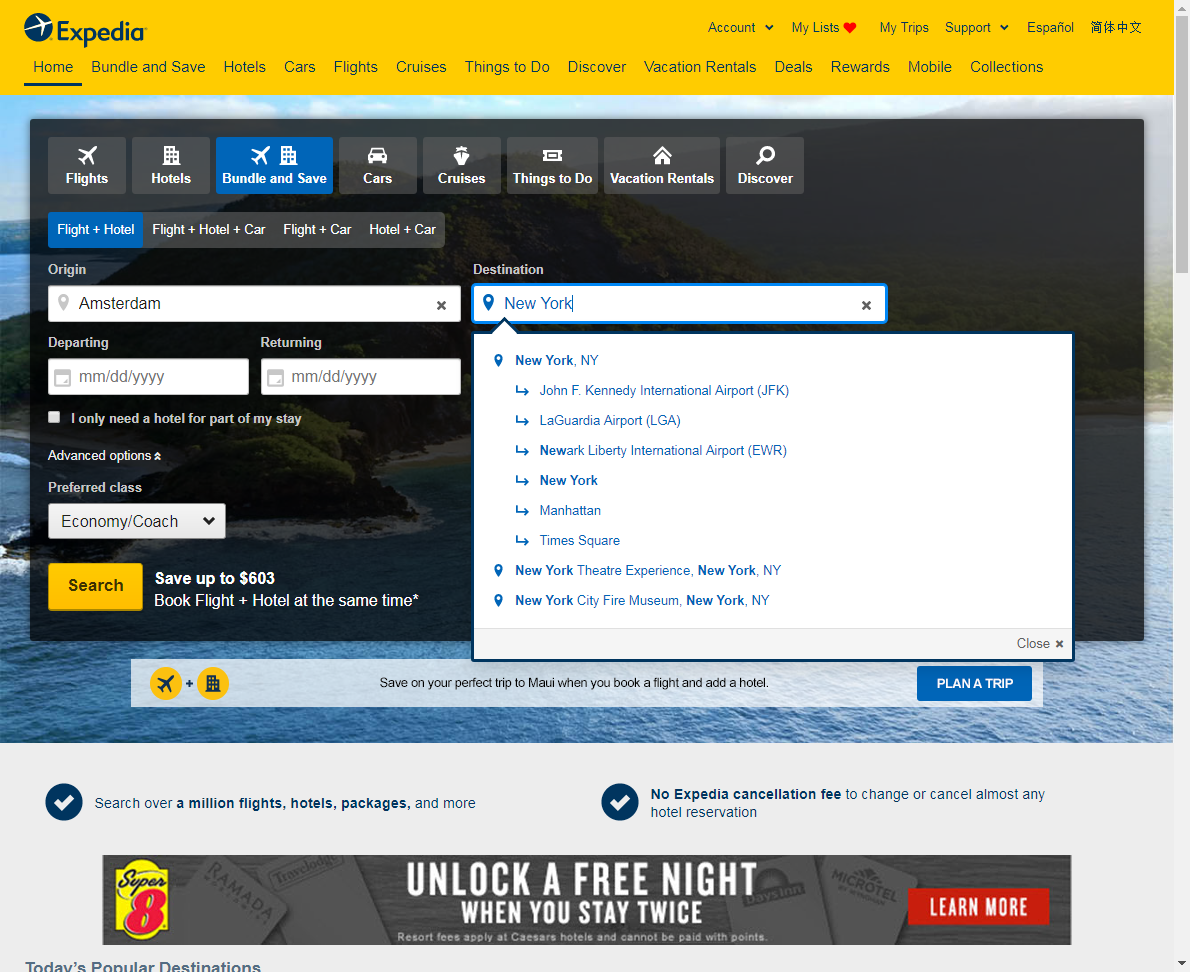 Expedia
Account My Lists My Trips Support Español 简体中文
Home Bundle and Save Hotels Cars Flights Cruises Things to Do Discover Vacation Rentals Deals Rewards Mobile Collections
Flights Hotels Bundle and Save Cars Cruises Things to Do Vacation Rentals Discover
Flight + Hotel Flight + Hotel + Car Flight + Car Hotel + Car
Origin Destination
Amsterdam New York
Departing Returning
mm/dd/yyyy mm/dd/yyyy
I only need a hotel for part of my stay
Advanced options
Preferred class
Economy/Coach
Search
Save up to $603
Book Flight + Hotel at the same time*
New York, NY
John F. Kennedy International Airport (JFK)
LaGuardia Airport (LGA)
Newark Liberty International Airport (EWR)
New York
Manhattan
Times Square
New York Theatre Experience, New York, NY
New York City Fire Museum, New York, NY
Close
+ Save on your perfect trip to Maui when you book a flight and add a hotel. PLAN A TRIP
Search over a million flights, hotels, packages, and more
No Expedia cancellation fee to change or cancel almost any
hotel reservation
Super 8
RAMADA
Travelodge
UNLOCK A FREE NIGHT
WHEN YOU STAY TWICE
Resort fees apply at Caesars hotels and cannot be paid with points.
Days Inn
MICROTEL
BY WYNDHAM
LEARN MORE
Today's Popular Destinations